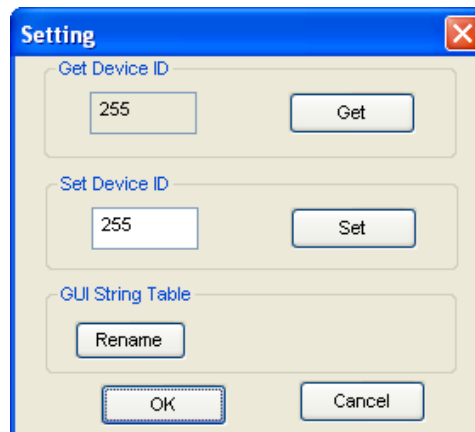 Setting
Get Device ID
255
Get
Set Device ID
255
Set
GUI String Table
Rename
OK
Cancel